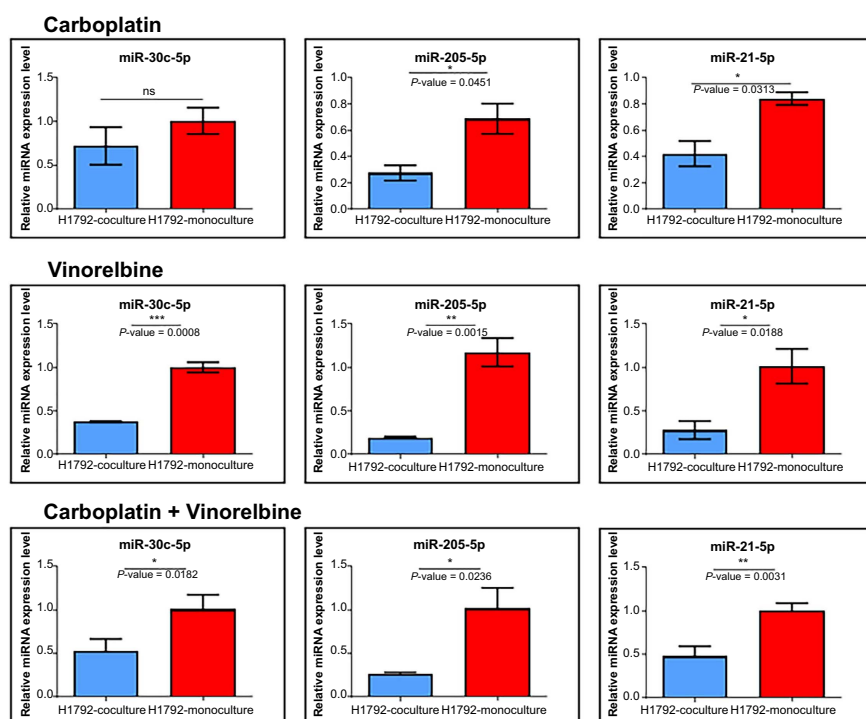 Carboplatin
miR-30c-5p
Relative miRNA expression level
1.5
1.0
0.5
0.0
ns
H1792-coculture H1792-monoculture
miR-205-5p
Relative miRNA expression level
1.0
0.8
0.6
0.4
0.2
0.0
*
P-value = 0.0451
H1792-coculture H1792-monoculture
miR-21-5p
Relative miRNA expression level
1.0
0.8
0.6
0.4
0.2
0.0
*
P-value = 0.0313
H1792-coculture H1792-monoculture
Vinorelbine
miR-30c-5p
Relative miRNA expression level
1.5
1.0
0.5
0.0
***
P-value = 0.0008
H1792-coculture H1792-monoculture
miR-205-5p
Relative miRNA expression level
1.5
1.0
0.5
0.0
**
P-value = 0.0015
H1792-coculture H1792-monoculture
miR-21-5p
Relative miRNA expression level
1.5
1.0
0.5
0.0
*
P-value = 0.0188
H1792-coculture H1792-monoculture
Carboplatin + Vinorelbine
miR-30c-5p
Relative miRNA expression level
1.5
1.0
0.5
0.0
*
P-value = 0.0182
H1792-coculture H1792-monoculture
miR-205-5p
Relative miRNA expression level
1.5
1.0
0.5
0.0
*
P-value = 0.0236
H1792-coculture H1792-monoculture
miR-21-5p
Relative miRNA expression level
1.5
1.0
0.5
0.0
**
P-value = 0.0031
H1792-coculture H1792-monoculture